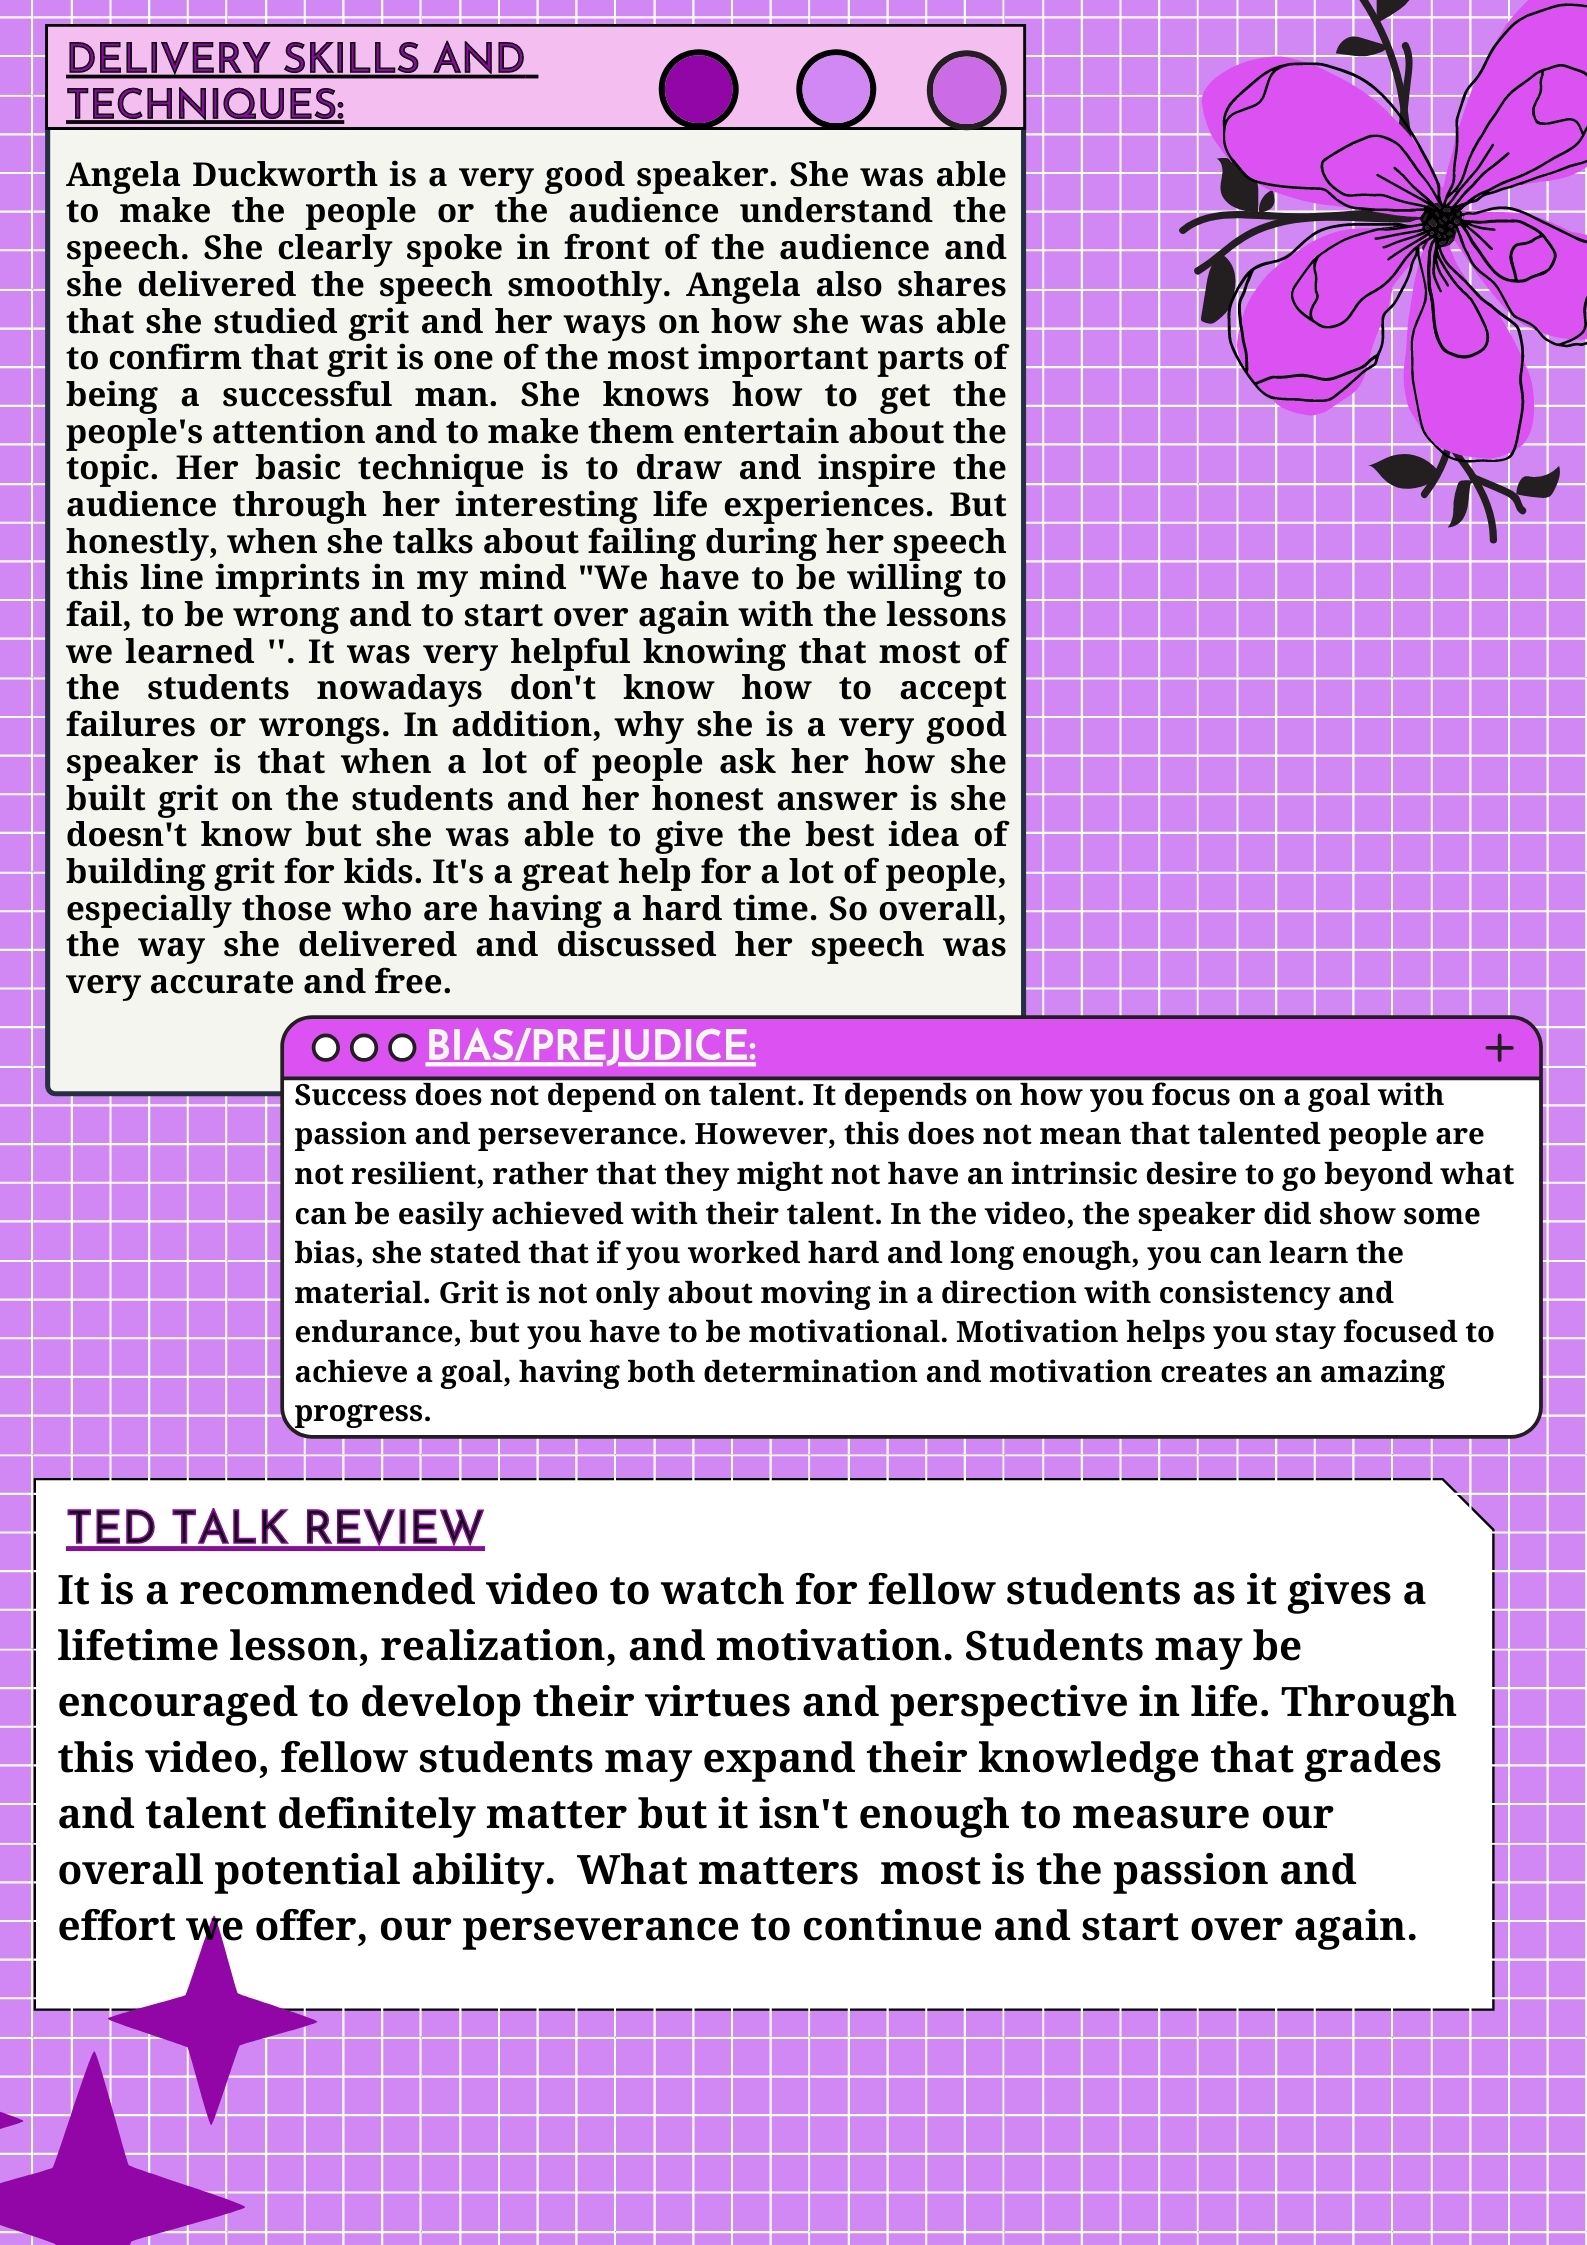 DELIVERY SKILLS AND
TECHNIQUES:
Angela Duckworth is a very good speaker. She was able
to make the people or the audience understand the
speech. She clearly spoke in front of the audience and
she delivered the speech smoothly. Angela also shares
that she studied grit and her ways on how she was able
to confirm that grit is one of the most important parts of
being a successful man. She knows how to get the
people's attention and to make them entertain about the
topic. Her basic technique is to draw and inspire the
audience through her interesting life experiences. But
honestly, when she talks about failing during her speech
this line imprints in my mind "We have to be willing to
fail, to be wrong and to start over again with the lessons
we learned ''. It was very helpful knowing that most of
the students nowadays don't know how to accept
failures or wrongs. In addition, why she is a very good
speaker is that when a lot of people ask her how she
built grit on the students and her honest answer is she
doesn't know but she was able to give the best idea of
building grit for kids. It's a great help for a lot of people,
especially those who are having a hard time. So overall,
the way she delivered and discussed her speech was
very accurate and free.
BIAS/PREJUDICE:
Success does not depend on talent. It depends on how you focus on a goal with
passion and perseverance. However, this does not mean that talented people are
not resilient, rather that they might not have an intrinsic desire to go beyond what
can be easily achieved with their talent. In the video, the speaker did show some
bias, she stated that if you worked hard and long enough, you can learn the
material. Grit is not only about moving in a direction with consistency and
endurance, but you have to be motivational. Motivation helps you stay focused to
achieve a goal, having both determination and motivation creates an amazing
progress.
TED TALK REVIEW
It is a recommended video to watch for fellow students as it gives a
lifetime lesson, realization, and motivation. Students may be
encouraged to develop their virtues and perspective in life. Through
this video, fellow students may expand their knowledge that grades
and talent definitely matter but it isn't enough to measure our
overall potential ability.  What matters  most is the passion and
effort we offer, our perseverance to continue and start over again.